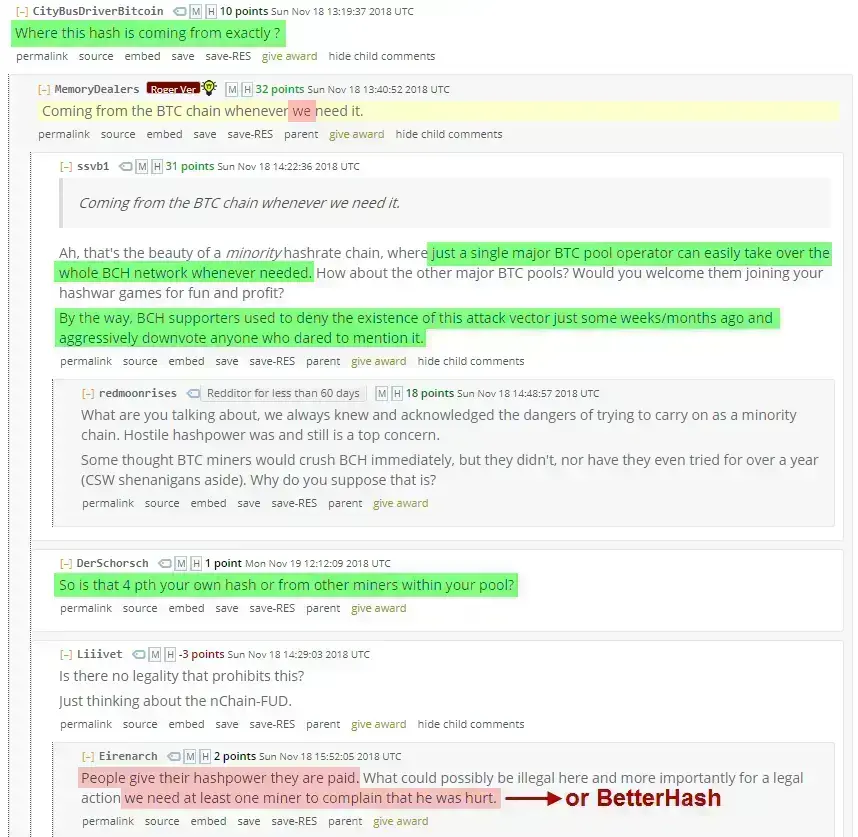 [–] CityBusDriverBitcoin M H 10 points Sun Nov 18 13:19:37 2018 UTC
Where this hash is coming from exactly ?
permalink source embed save save-RES give award hide child comments
[–] MemoryDealers Roger Ver M H 32 points Sun Nov 18 13:40:52 2018 UTC
Coming from the BTC chain whenever we need it.
permalink source embed save save-RES parent give award hide child comments
[–] ssvb1 M H 31 points Sun Nov 18 14:22:36 2018 UTC
Coming from the BTC chain whenever we need it.
Ah, that's the beauty of a minority hashrate chain, where just a single major BTC pool operator can easily take over the
whole BCH network whenever needed. How about the other major BTC pools? Would you welcome them joining your
hashwar games for fun and profit?
By the way, BCH supporters used to deny the existence of this attack vector just some weeks/months ago and
aggressively downvote anyone who dared to mention it.
permalink source embed save save-RES parent give award hide child comments
[–] redmoonrises Redditor for less than 60 days M H 18 points Sun Nov 18 14:48:57 2018 UTC
What are you talking about, we always knew and acknowledged the dangers of trying to carry on as a minority
chain. Hostile hashpower was and still is a top concern.
Some thought BTC miners would crush BCH immediately, but they didn't, nor have they even tried for over a year
(CSW shenanigans aside). Why do you suppose that is?
permalink source embed save save-RES parent give award
[–] DerSchorsch M H 1 point Mon Nov 19 12:12:09 2018 UTC
So is that 4 pth your own hash or from other miners within your pool?
permalink source embed save save-RES parent give award
[–] Liiivet M H -3 points Sun Nov 18 14:29:03 2018 UTC
Is there no legality that prohibits this?
Just thinking about the nChain-FUD.
permalink source embed save save-RES parent give award hide child comments
[–] Eirenarch M H 2 points Sun Nov 18 15:52:05 2018 UTC
People give their hashpower they are paid. What could possibly be illegal here and more importantly for a legal
action we need at least one miner to complain that he was hurt. or BetterHash
permalink source embed save save-RES parent give award